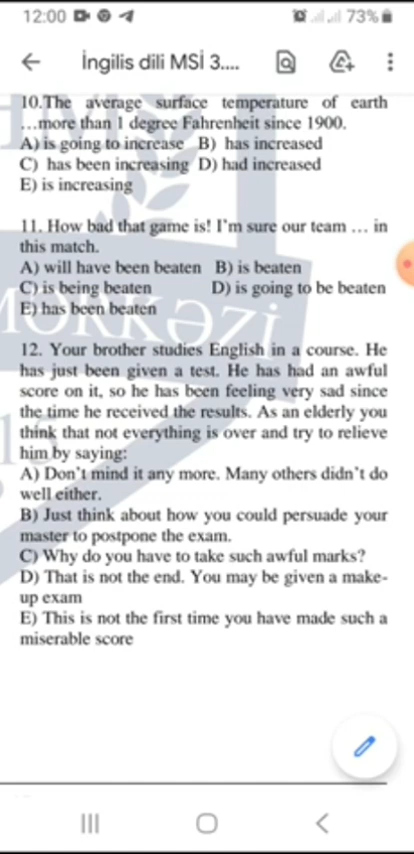 12:00
73%
İngilis dili MSİ 3....
10.The average surface temperature of earth
…more than 1 degree Fahrenheit since 1900.
A) is going to increase B) has increased
C) has been increasing D) had increased
E) is increasing
11. How bad that game is! I'm sure our team … in
this match.
A) will have been beaten B) is beaten
C) is being beaten D) is going to be beaten
E) has been beaten
12. Your brother studies English in a course. He
has just been given a test. He has had an awful
score on it, so he has been feeling very sad since
the time he received the results. As an elderly you
think that not everything is over and try to relieve
him by saying:
A) Don't mind it any more. Many others didn't do
well either.
B) Just think about how you could persuade your
master to postpone the exam.
C) Why do you have to take such awful marks?
D) That is not the end. You may be given a make-
up exam
E) This is not the first time you have made such a
miserable score